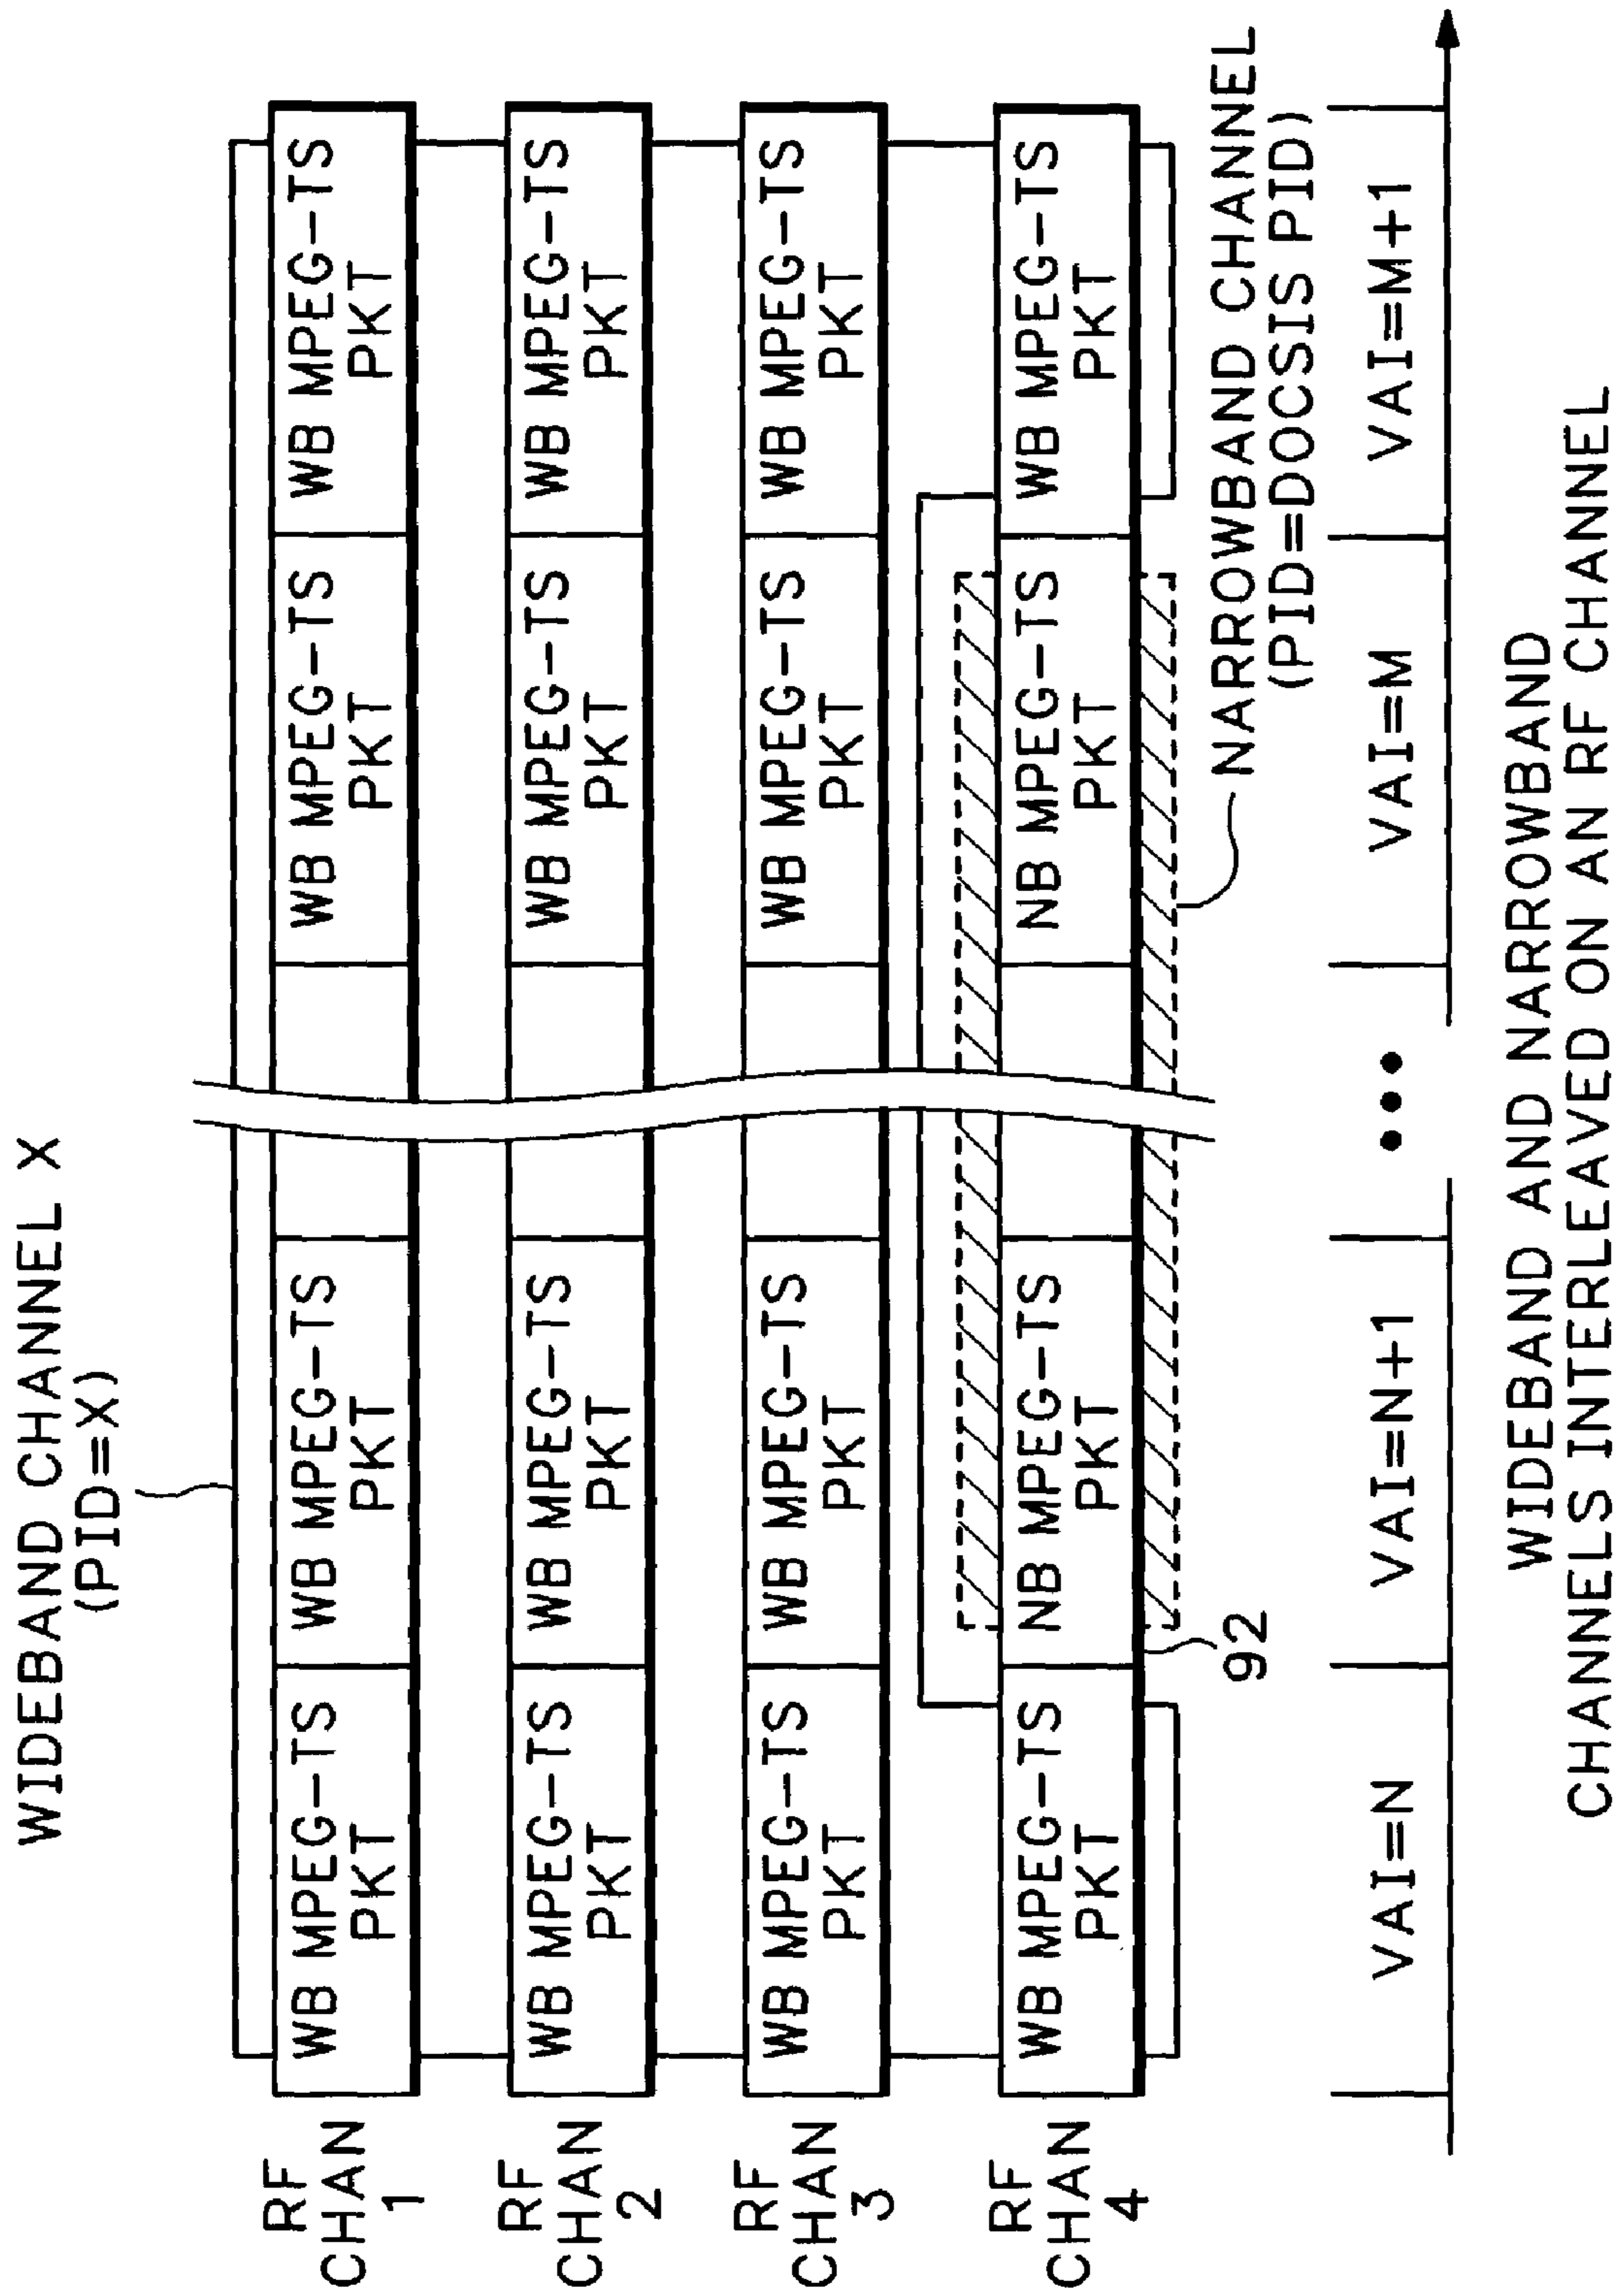 WIDEBAND CHANNEL X
(PID=X)
RF
CHAN
1
WB MPEG-TS
PKT
WB MPEG-TS
PKT
WB MPEG-TS
PKT
WB MPEG-TS
PKT
RF
CHAN
2
WB MPEG-TS
PKT
WB MPEG-TS
PKT
WB MPEG-TS
PKT
WB MPEG-TS
PKT
RF
CHAN
3
WB MPEG-TS
PKT
WB MPEG-TS
PKT
WB MPEG-TS
PKT
WB MPEG-TS
PKT
RF
CHAN
4
WB MPEG-TS
PKT
NB MPEG-TS
PKT
NB MPEG-TS
PKT
WB MPEG-TS
PKT
92
NARROWBAND CHANNEL
(PID=DOCSIS PID)
VAI=N
VAI=N+1
•••
VAI=M
VAI=M+1
WIDEBAND AND NARROWBAND
CHANNELS INTERLEAVED ON AN RF CHANNEL